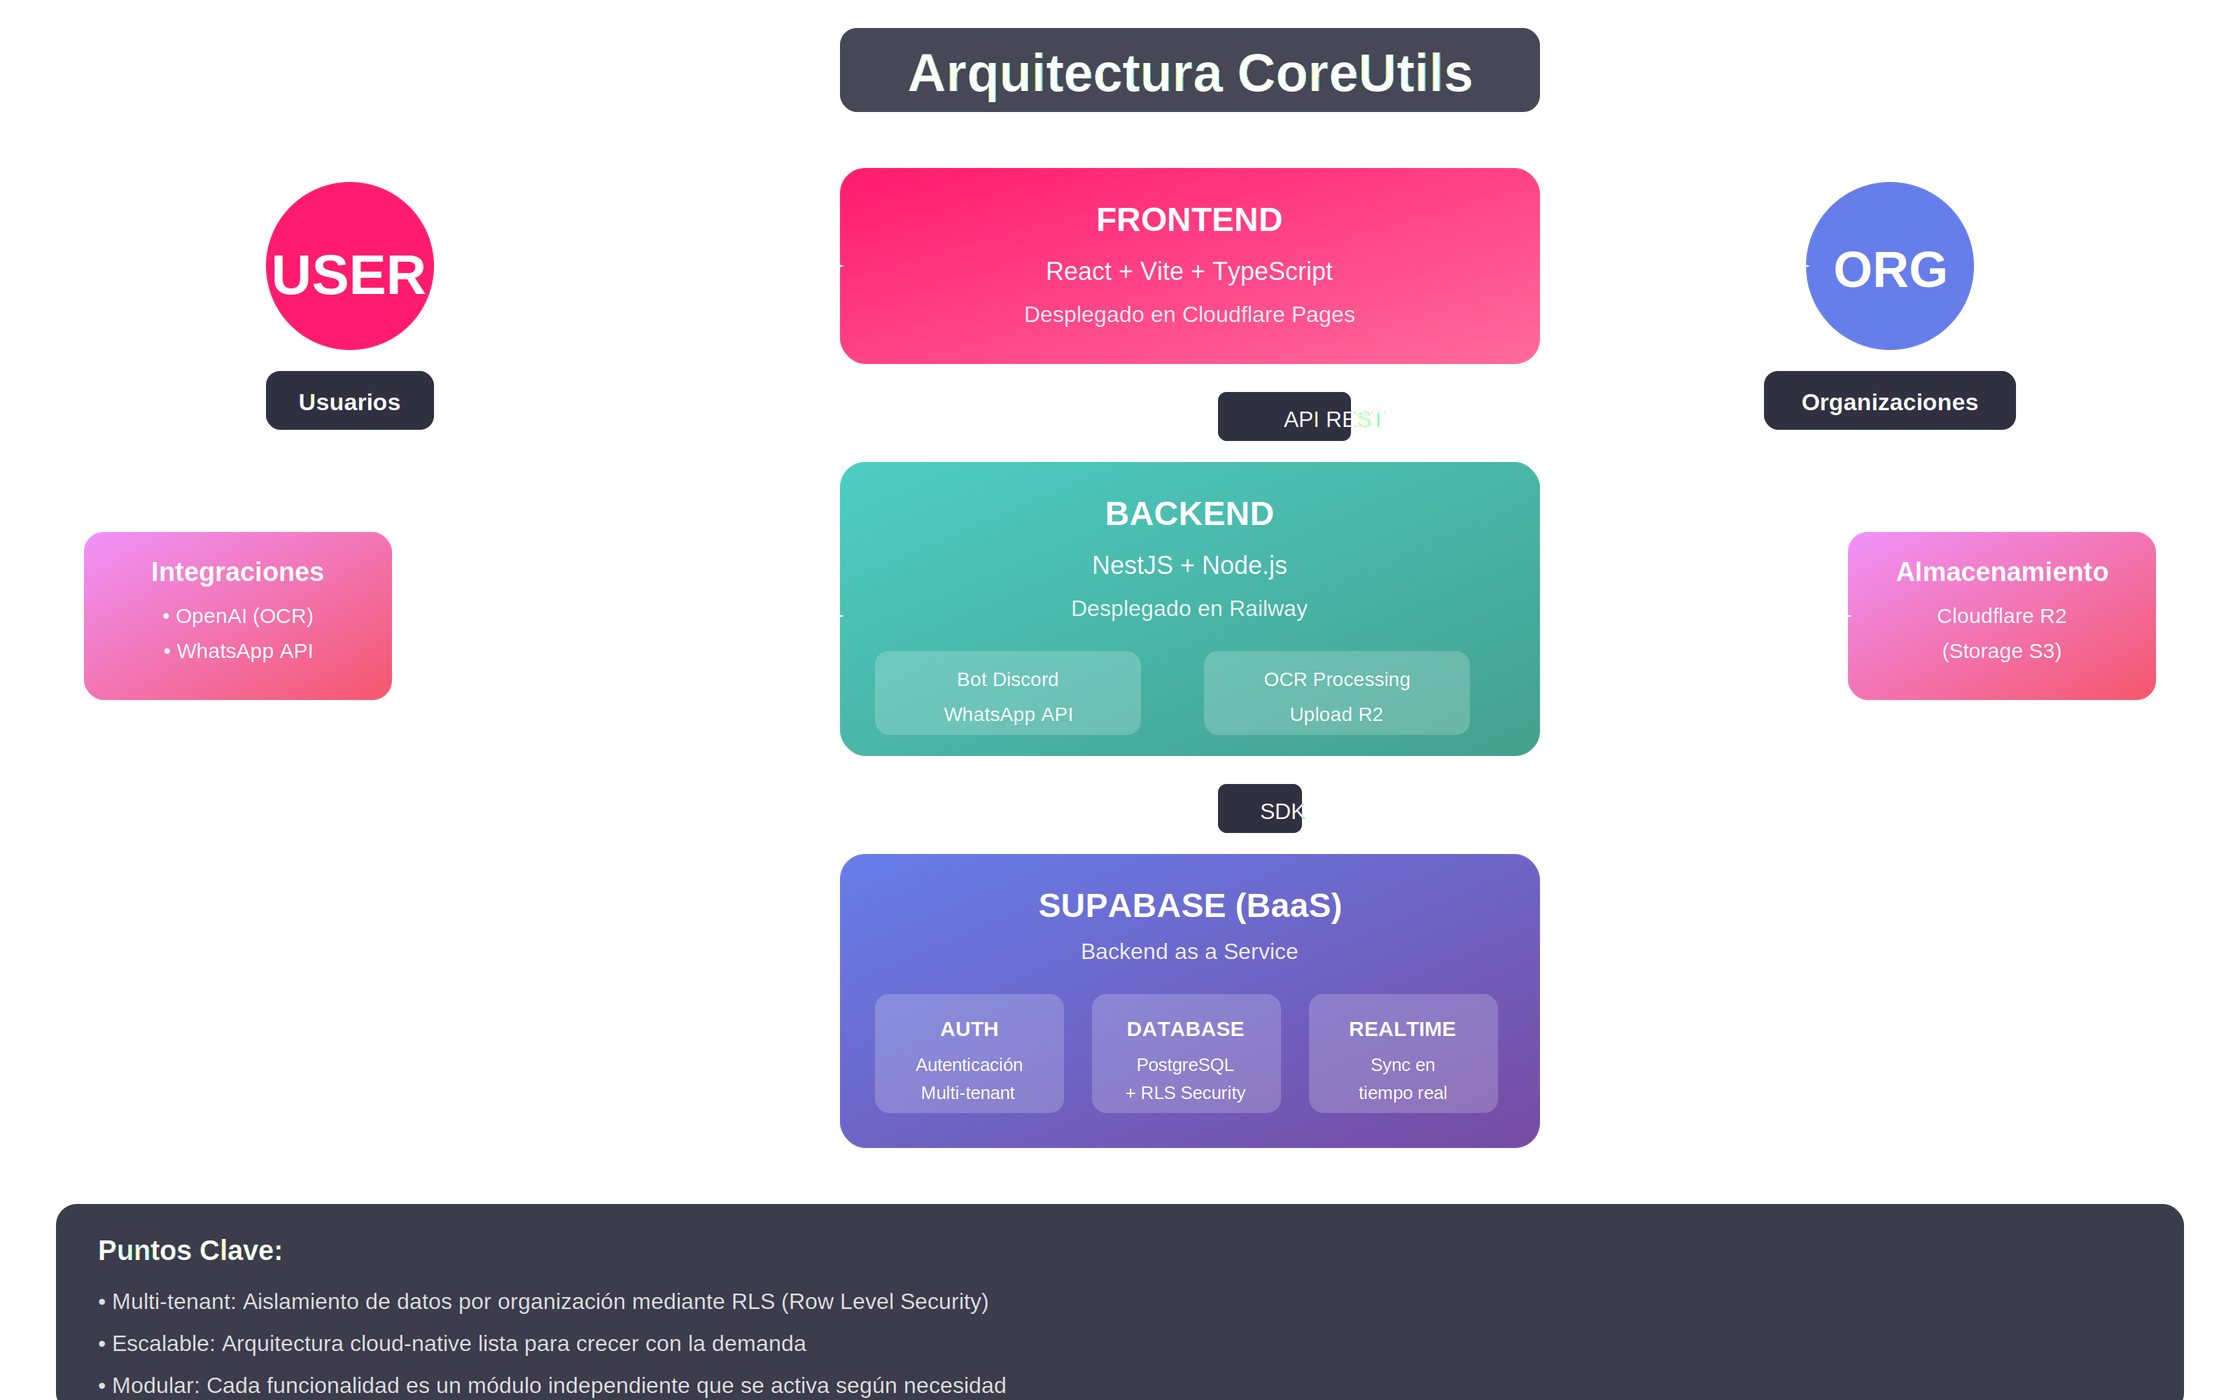 Arquitectura CoreUtils
USER
Usuarios
FRONTEND
React + Vite + TypeScript
Desplegado en Cloudflare Pages
ORG
Organizaciones
API REST
Integraciones
• OpenAI (OCR)
• WhatsApp API
BACKEND
NestJS + Node.js
Desplegado en Railway
Bot Discord
WhatsApp API
OCR Processing
Upload R2
Almacenamiento
Cloudflare R2
(Storage S3)
SDK
SUPABASE (BaaS)
Backend as a Service
AUTH
Autenticación
Multi-tenant
DATABASE
PostgreSQL
+ RLS Security
REALTIME
Sync en
tiempo real
Puntos Clave:
• Multi-tenant: Aislamiento de datos por organización mediante RLS (Row Level Security)
• Escalable: Arquitectura cloud-native lista para crecer con la demanda
• Modular: Cada funcionalidad es un módulo independiente que se activa según necesidad